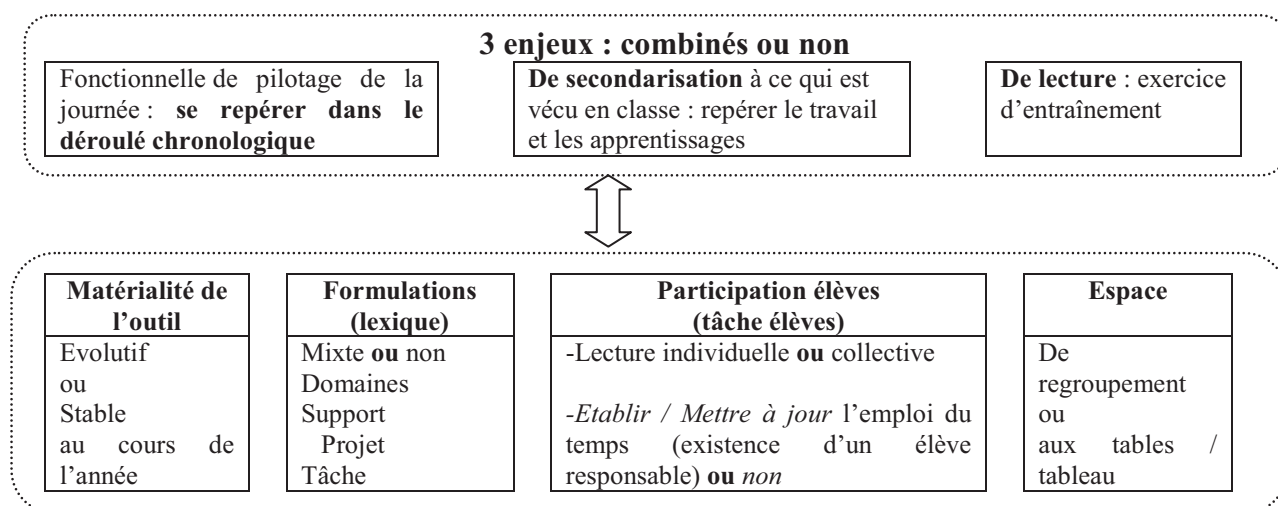 3 enjeux : combinés ou non
Fonctionnelle de pilotage de la
journée : se repérer dans le
déroulé chronologique
De secondarisation à ce qui est
vécu en classe : repérer le travail
et les apprentissages
De lecture : exercice
d’entraînement
Matérialité de
l’outil
Evolutif
ou
Stable
au cours de
l’année
Formulations
(lexique)
Mixte ou non
Domaines
Support
Projet
Tâche
Participation élèves
(tâche élèves)
-Lecture individuelle ou collective
-Etablir / Mettre à jour l’emploi du
temps (existence d’un élève
responsable) ou non
Espace
De
regroupement
ou
aux tables /
tableau